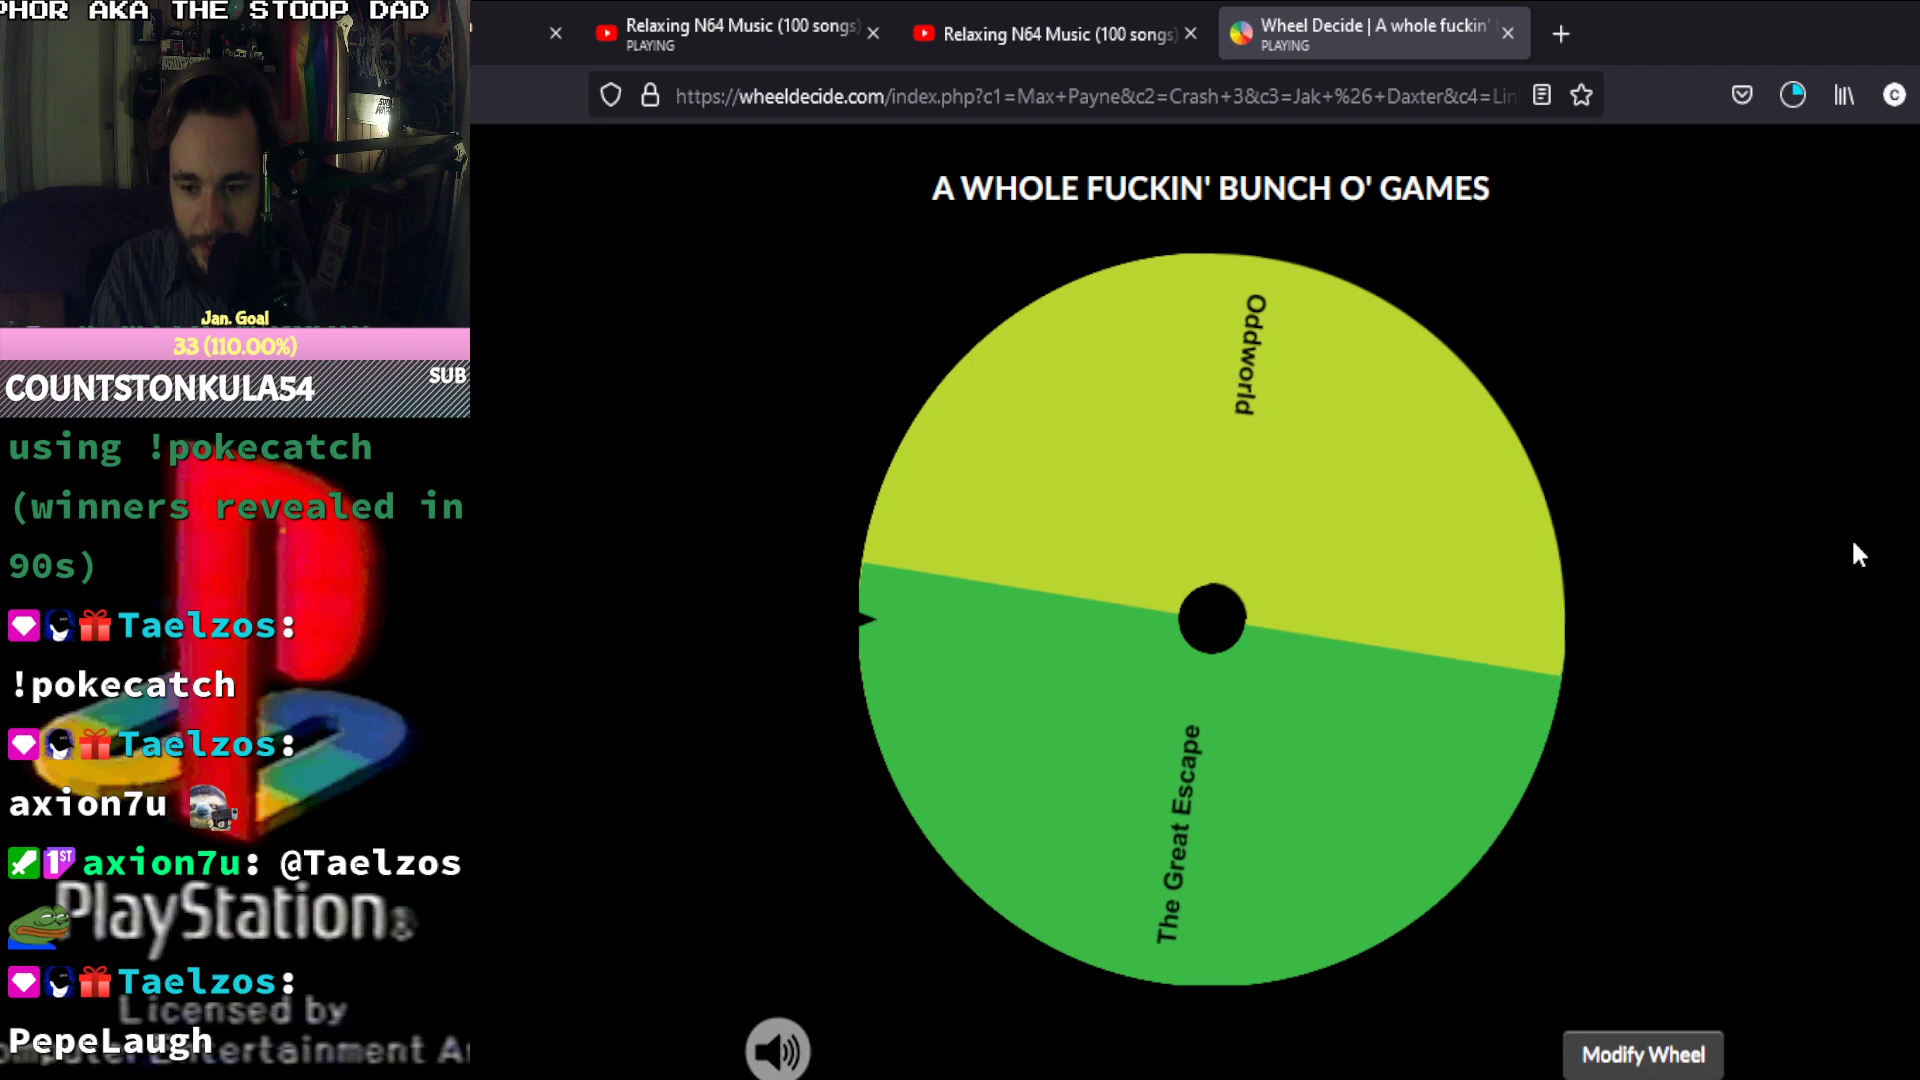 PHOR AKA THE STOOP DAD
Jan. Goal
33 (110.00%)
COUNTSTONKULA54 SUB
using !pokecatch
(winners revealed in
90s)
Taelzos:
!pokecatch
Taelzos:
axion7u
axion7u: @Taelzos
Taelzos:
PepeLaugh
PlayStation
Licensed by
Entertainment
Relaxing N64 Music (100 songs)
PLAYING
Relaxing N64 Music (100 songs)
Wheel Decide | A whole fuckin'
PLAYING
https://wheeldecide.com/index.php?c1=Max+Payne&c2=Crash+3&c3=Jak+%26+Daxter&c4=Lin
C
A WHOLE FUCKIN' BUNCH O' GAMES
Oddworld
The Great Escape
Modify Wheel